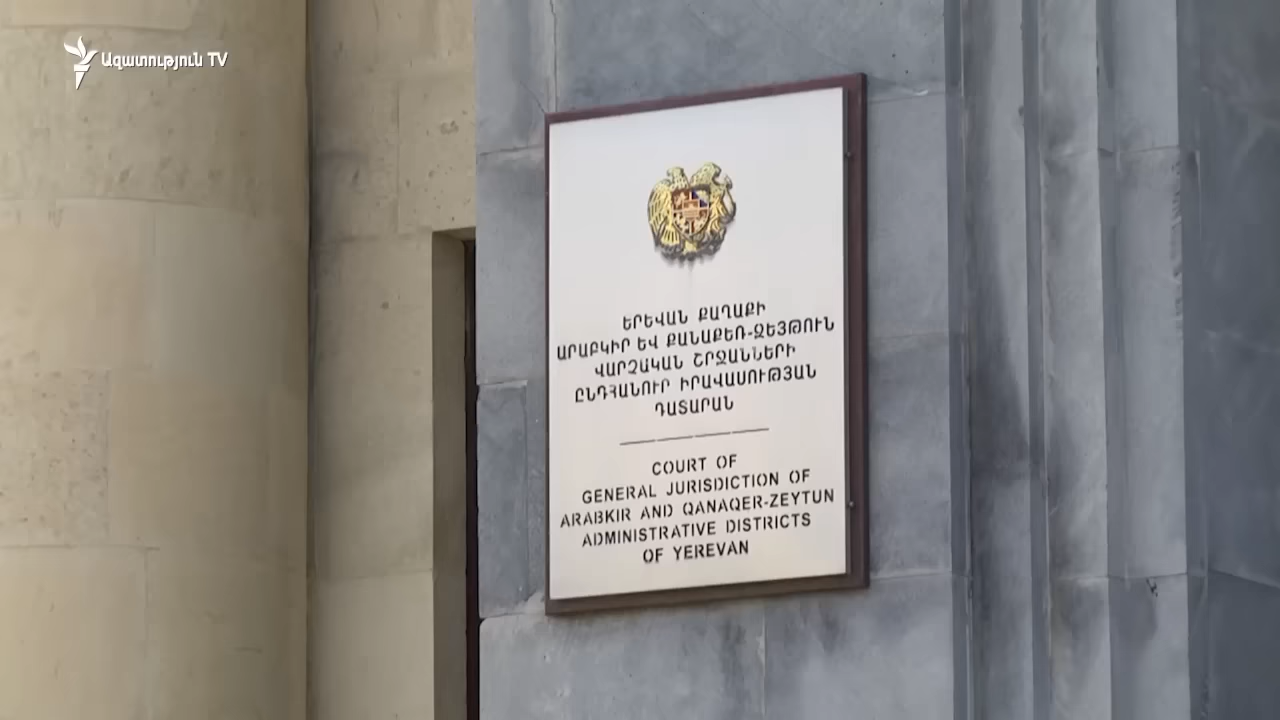 Ազատություն TV
ԵՐԵՎԱՆ ՔԱՂԱՔԻ
ԱՐԱԲԿԻՐ ԵՎ ՔԱՆԱՔԵՌ-ԶԵՅԹՈՒՆ
ՎԱՐՉԱԿԱՆ ՇՐՋԱՆՆԵՐԻ
ԸՆԴՀԱՆՈՒՐ ԻՐԱՎԱՍՈՒԹՅԱՆ
ԴԱՏԱՐԱՆ
COURT OF
GENERAL JURISDICTION OF
ARABKIR AND QANAQER-ZEYTUN
ADMINISTRATIVE DISTRICTS
OF YEREVAN